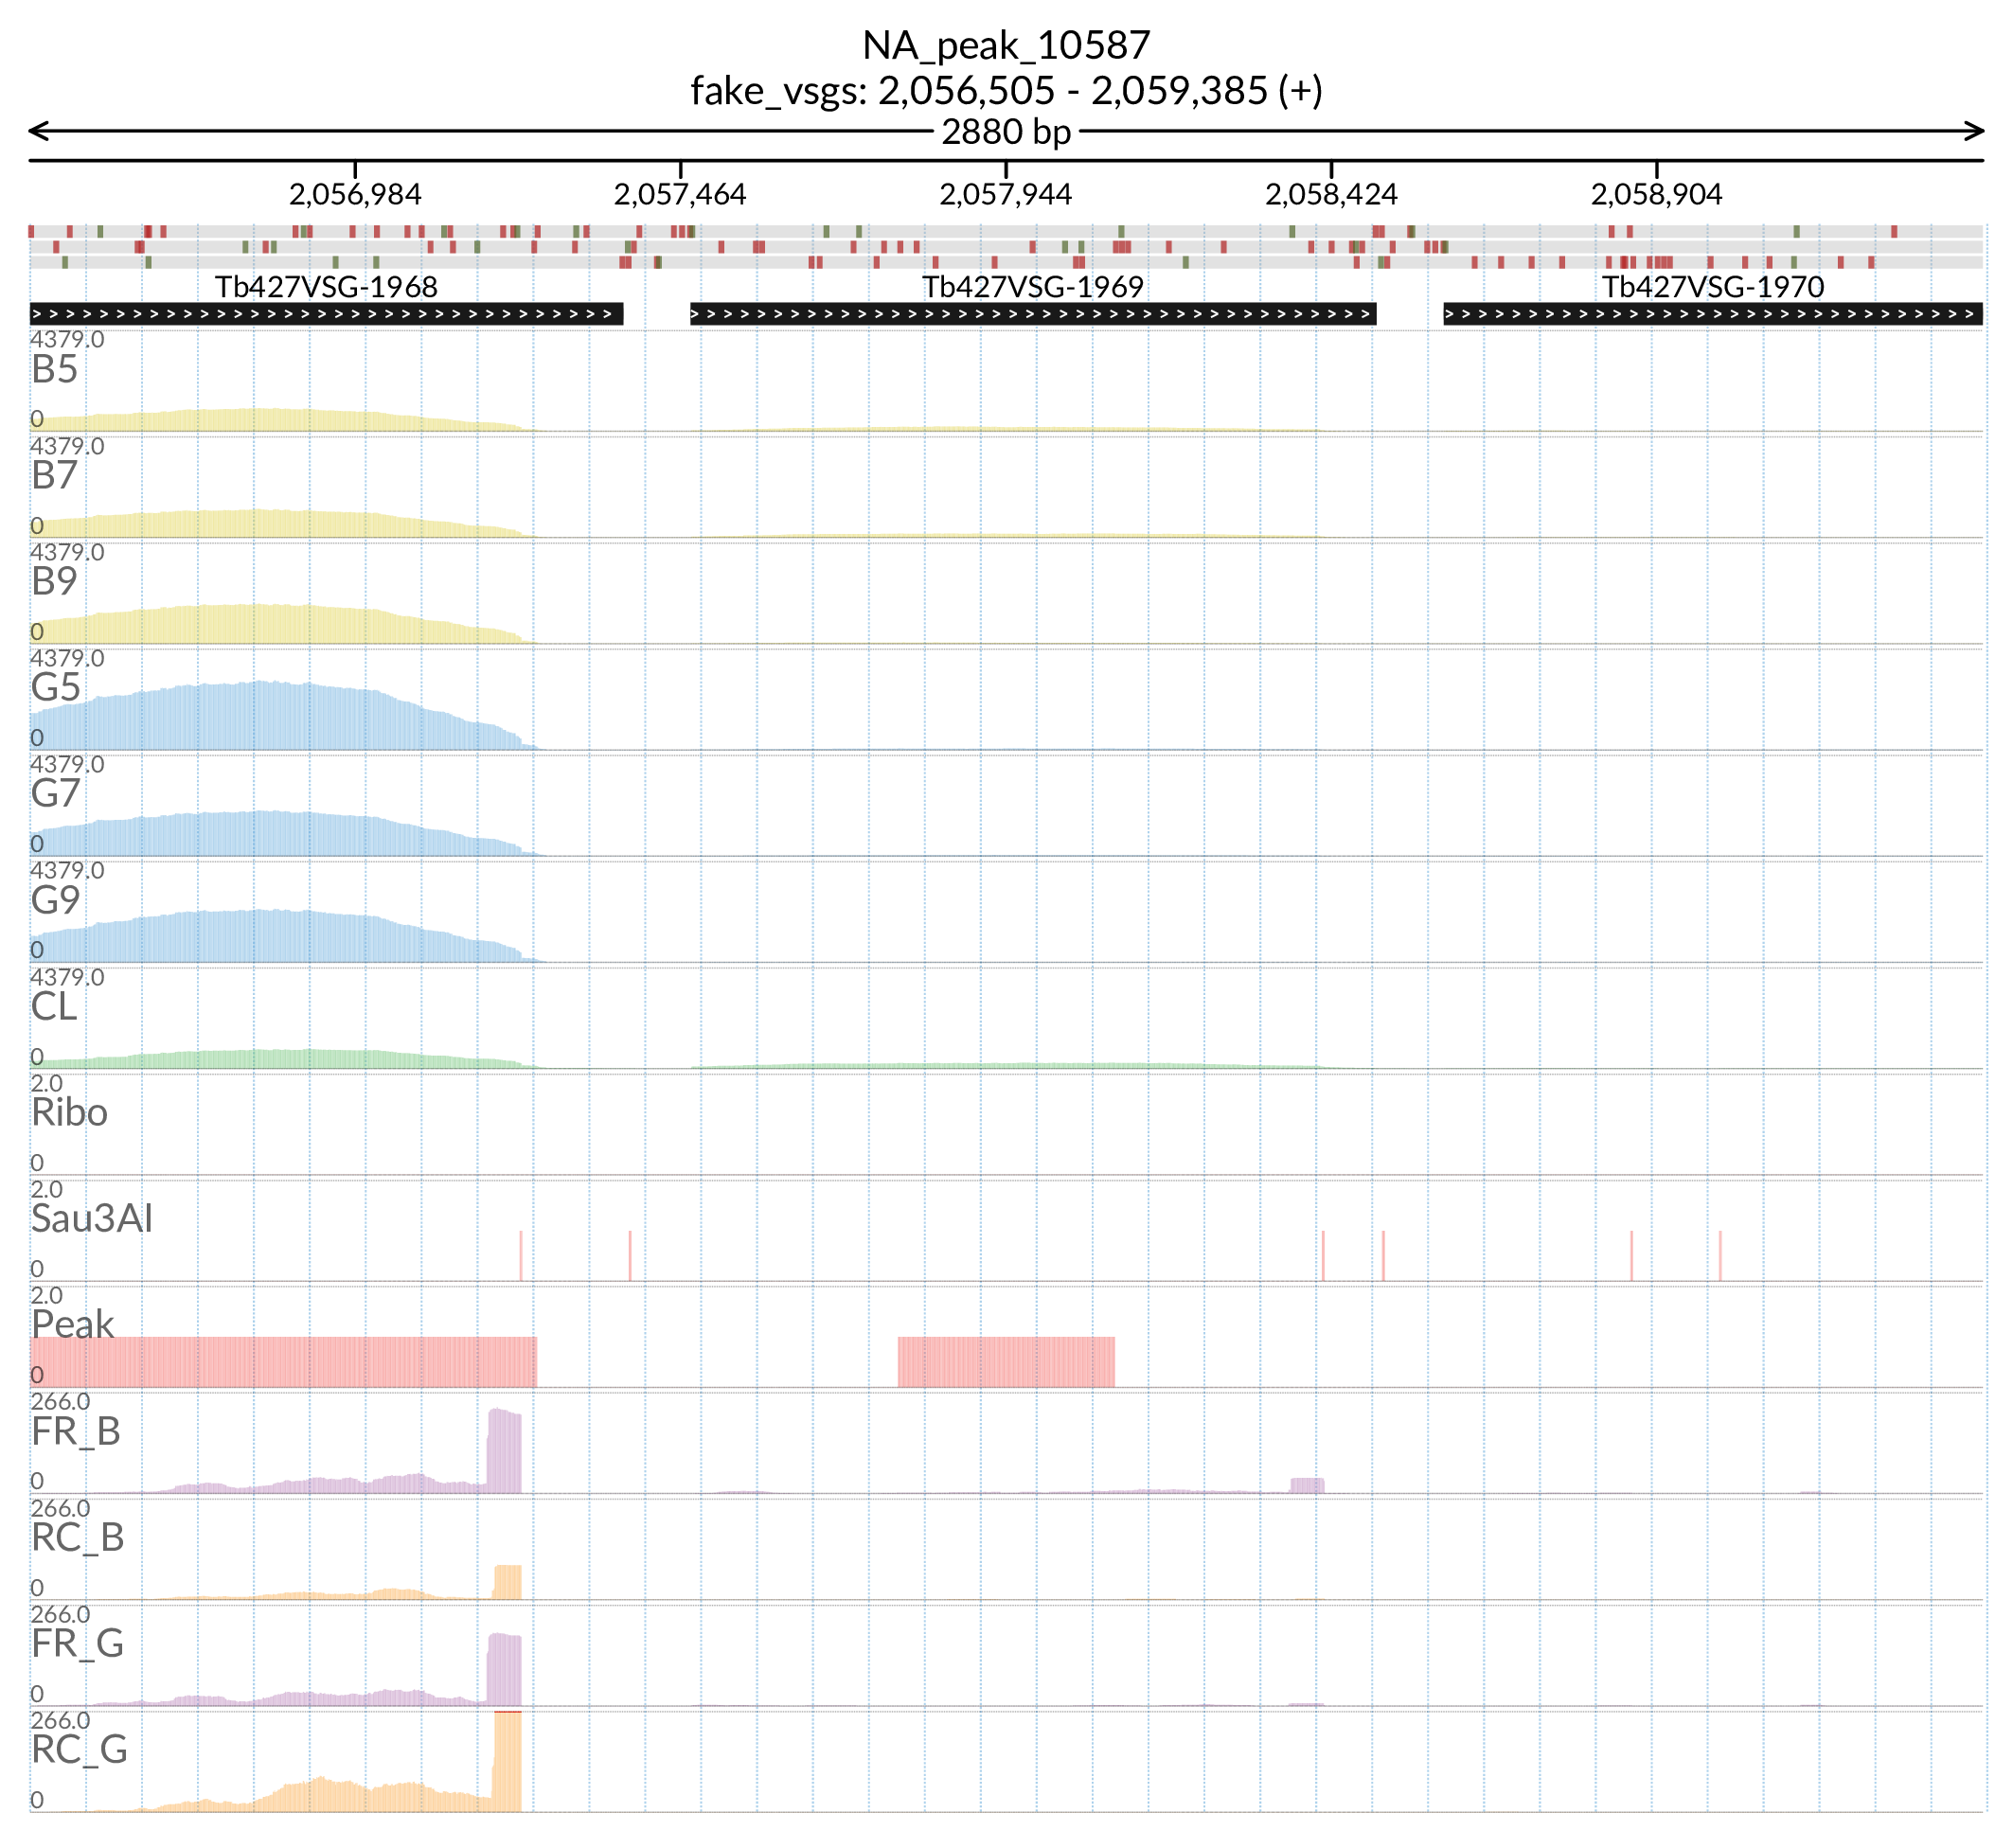 NA_peak_10587
fake_vsgs: 2,056,505 - 2,059,385 (+)
2880 bp
2,056,984 2,057,464 2,057,944 2,058,424 2,058,904
Tb427VSG-1968 Tb427VSG-1969 Tb427VSG-1970
4379.0
B5
0
4379.0
B7
0
4379.0
B9
0
4379.0
G5
0
4379.0
G7
0
4379.0
G9
0
4379.0
CL
0
2.0
Ribo
0
2.0
Sau3AI
0
2.0
Peak
0
266.0
FR_B
0
266.0
RC_B
0
266.0
FR_G
0
266.0
RC_G
0